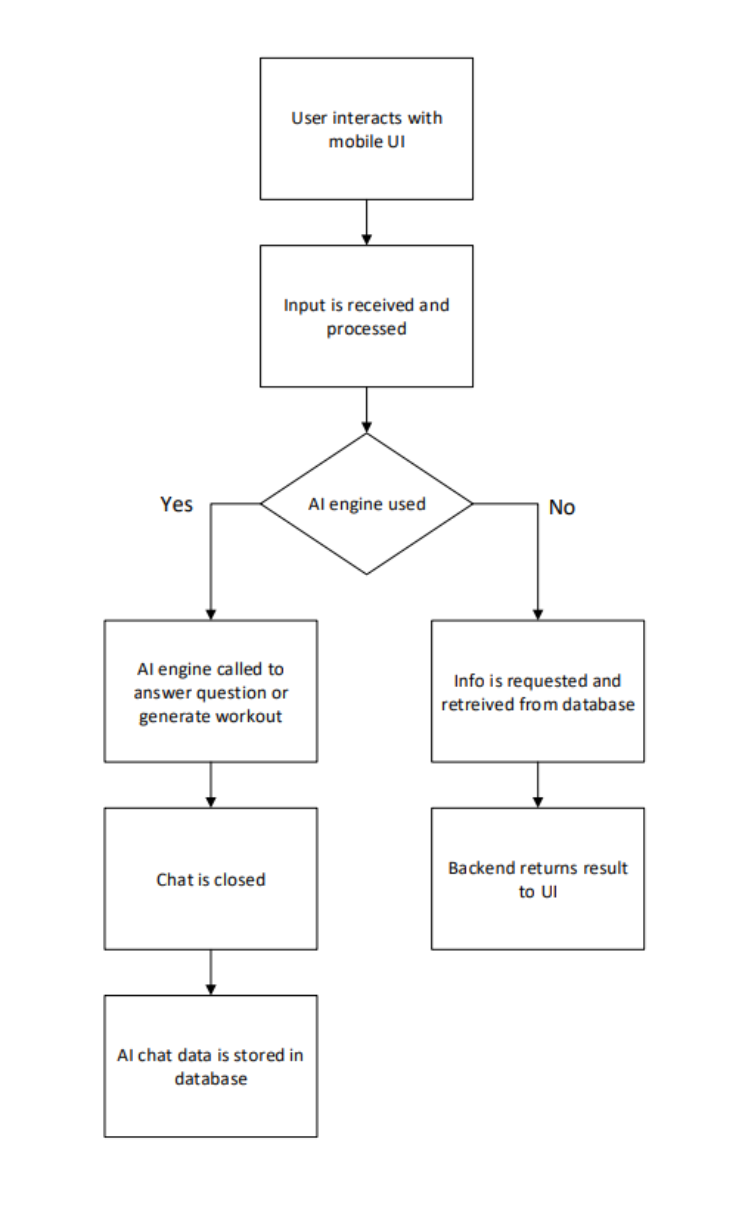 User interacts with
mobile UI
Input is received and
processed
AI engine used
Yes
No
AI engine called to
answer question or
generate workout
Info is requested and
retreived from database
Chat is closed
Backend returns result
to UI
AI chat data is stored in
database